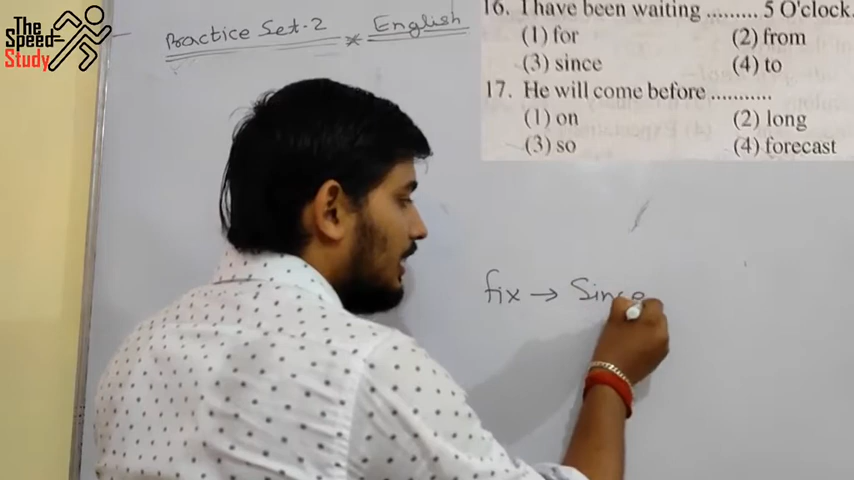 The
Speed
Study
Practice Set-2 * English
16. I have been waiting ......... 5 O'clock.
(1) for (2) from
(3) since (4) to
17. He will come before ...........
(1) on (2) long
(3) so (4) forecast
fix → Since